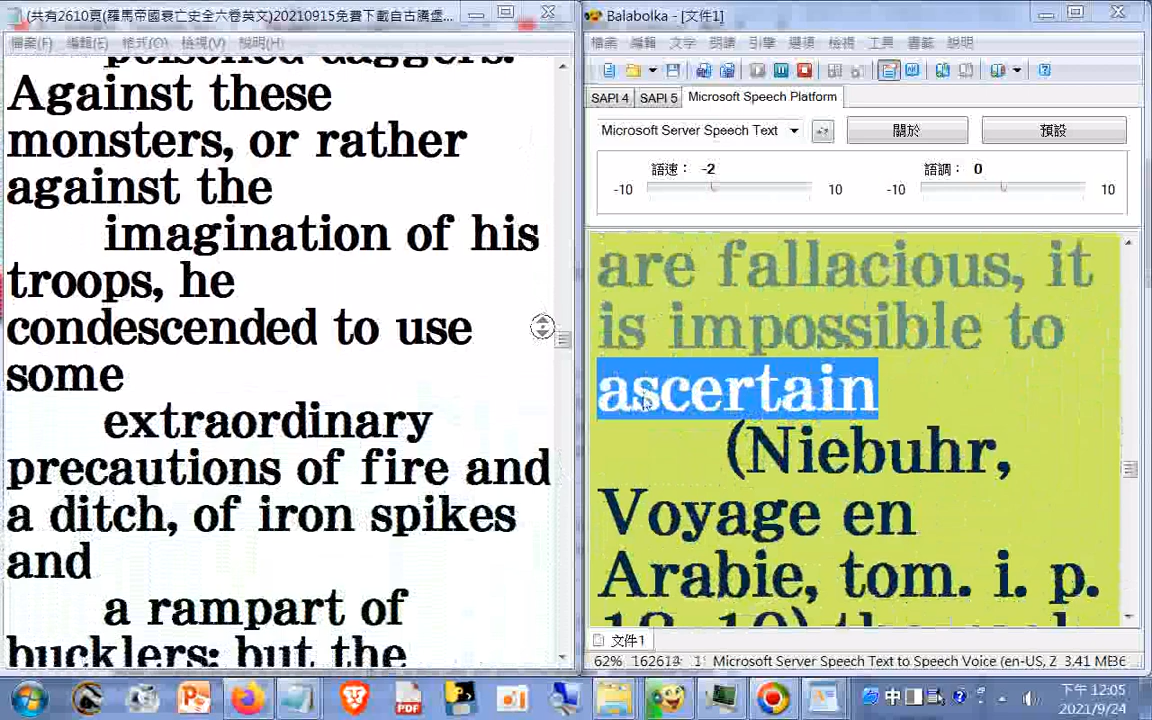 (共有2610頁(羅馬帝國衰亡史全六卷英文)20210915免費下載自古騰堡...
檔案(F) 編輯(E) 格式(O) 檢視(V) 說明(H)
poisoned daggers.
Against these
monsters, or rather
against the
imagination of his
troops, he
condescended to use
some
extraordinary
precautions of fire and
a ditch, of iron spikes
and
a rampart of
bucklers: but the
Balabolka - [文件1]
檔案 編輯 文字 朗讀 引擎 選項 檢視 工具 書籤 說明
SAPI 4 SAPI 5 Microsoft Speech Platform
Microsoft Server Speech Text 關於 預設
語速: -2 語調: 0
-10 10 -10 10
are fallacious, it
is impossible to
ascertain
(Niebuhr,
Voyage en
Arabie, tom. i. p.
文件1
62% Microsoft Server Speech Text to Speech Voice (en-US, Z 3.41 MB
中
下午 12:05
2021/9/24